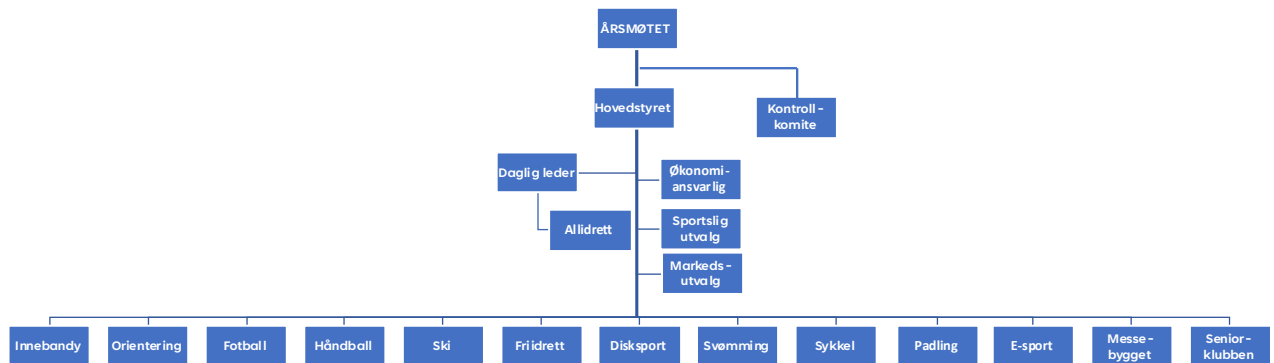 ÅRSMØTET
Hovedstyret
Kontroll-
komite
Daglig leder
Økonomi-
ansvarlig
Allidrett
Sportslig
utvalg
Markeds-
utvalg
Innebandy
Orientering
Fotball
Håndball
Ski
Friidrett
Disksport
Svømming
Sykkel
Padling
E-sport
Messe-
bygget
Senior-
klubben